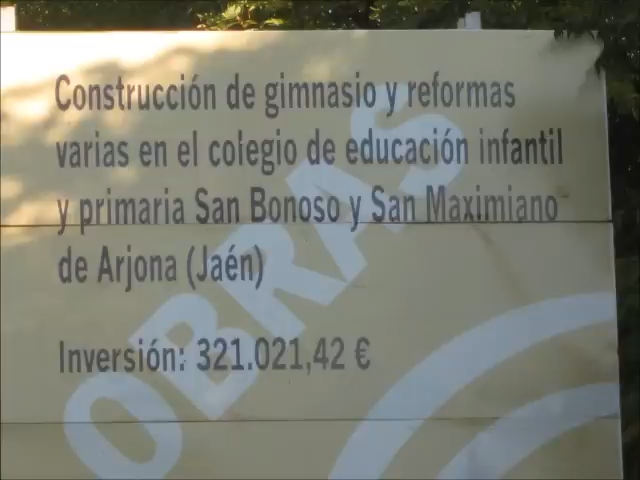 Construcción de gimnasio y reformas
varias en el colegio de educación infantil
y primaria San Bonoso y San Maximiano
de Arjona (Jaén)
Inversión: 321.021,42 €
OBRAS